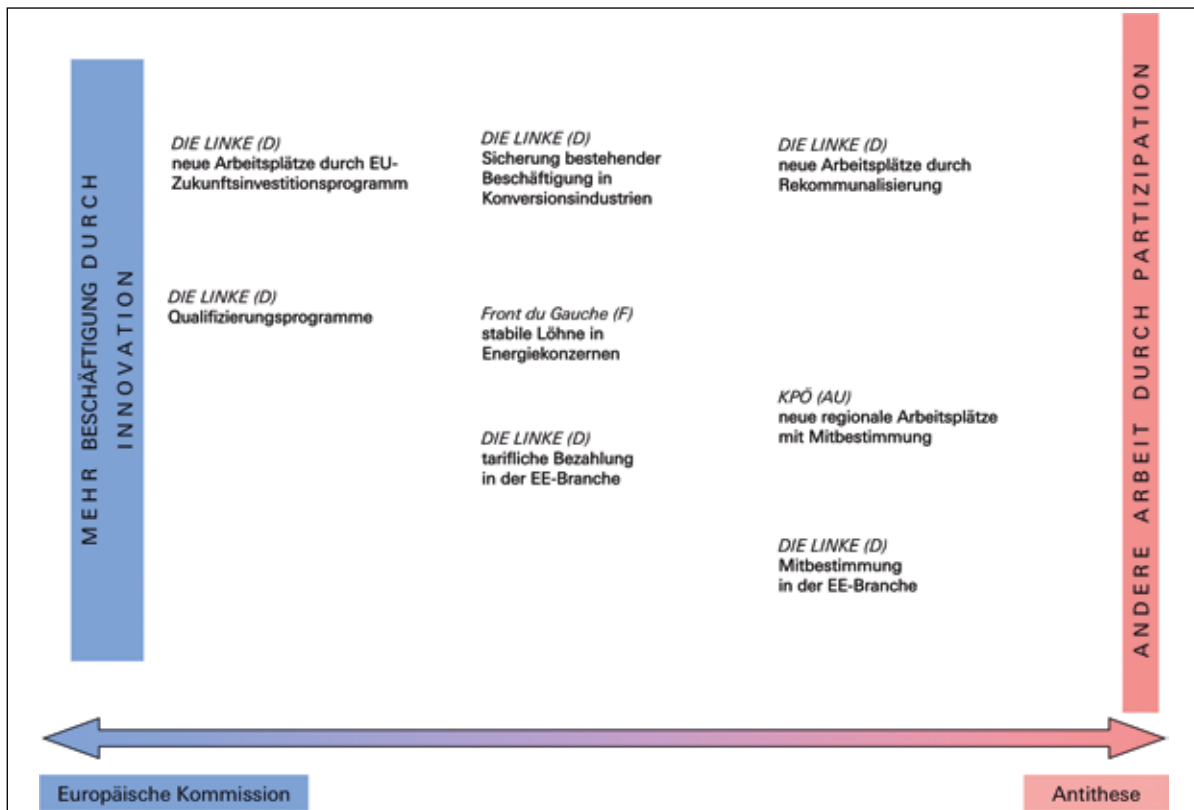 MEHR BESCHÄFTIGUNG DURCH
INNOVATION
DIE LINKE (D)
neue Arbeitsplätze durch EU-
Zukunftsinvestitionsprogramm
DIE LINKE (D)
Qualifizierungsprogramme
DIE LINKE (D)
Sicherung bestehender
Beschäftigung in
Konversionsindustrien
Front du Gauche (F)
stabile Löhne in
Energiekonzernen
DIE LINKE (D)
tarifliche Bezahlung
in der EE-Branche
DIE LINKE (D)
neue Arbeitsplätze durch
Rekommunalisierung
KPÖ (AU)
neue regionale Arbeitsplätze
mit Mitbestimmung
DIE LINKE (D)
Mitbestimmung
in der EE-Branche
ANDERE ARBEIT DURCH PARTIZIPATION
Europäische Kommission
Antithese